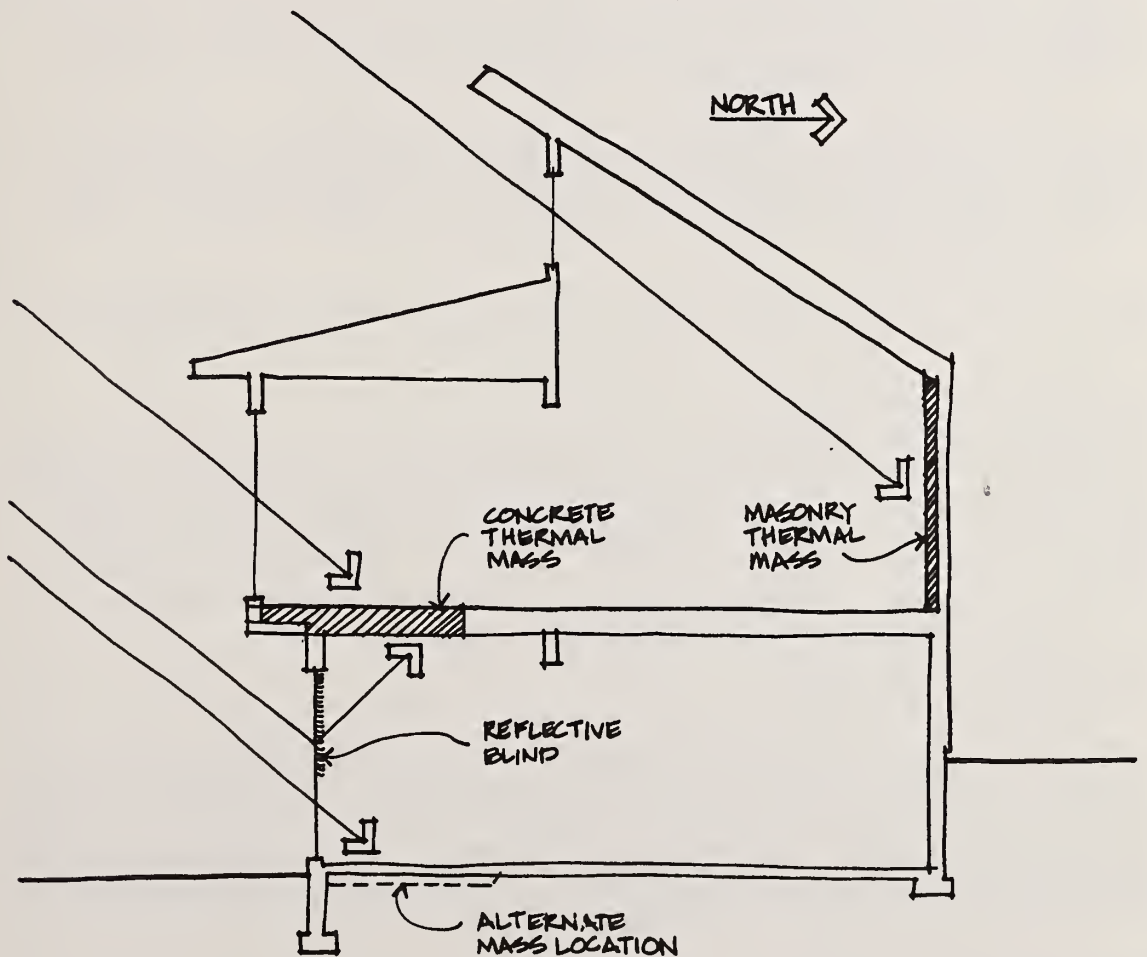 NORTH
CONCRETE
THERMAL
MASS
MASONRY
THERMAL
MASS
REFLECTIVE
BLIND
ALTERNATE
MASS LOCATION